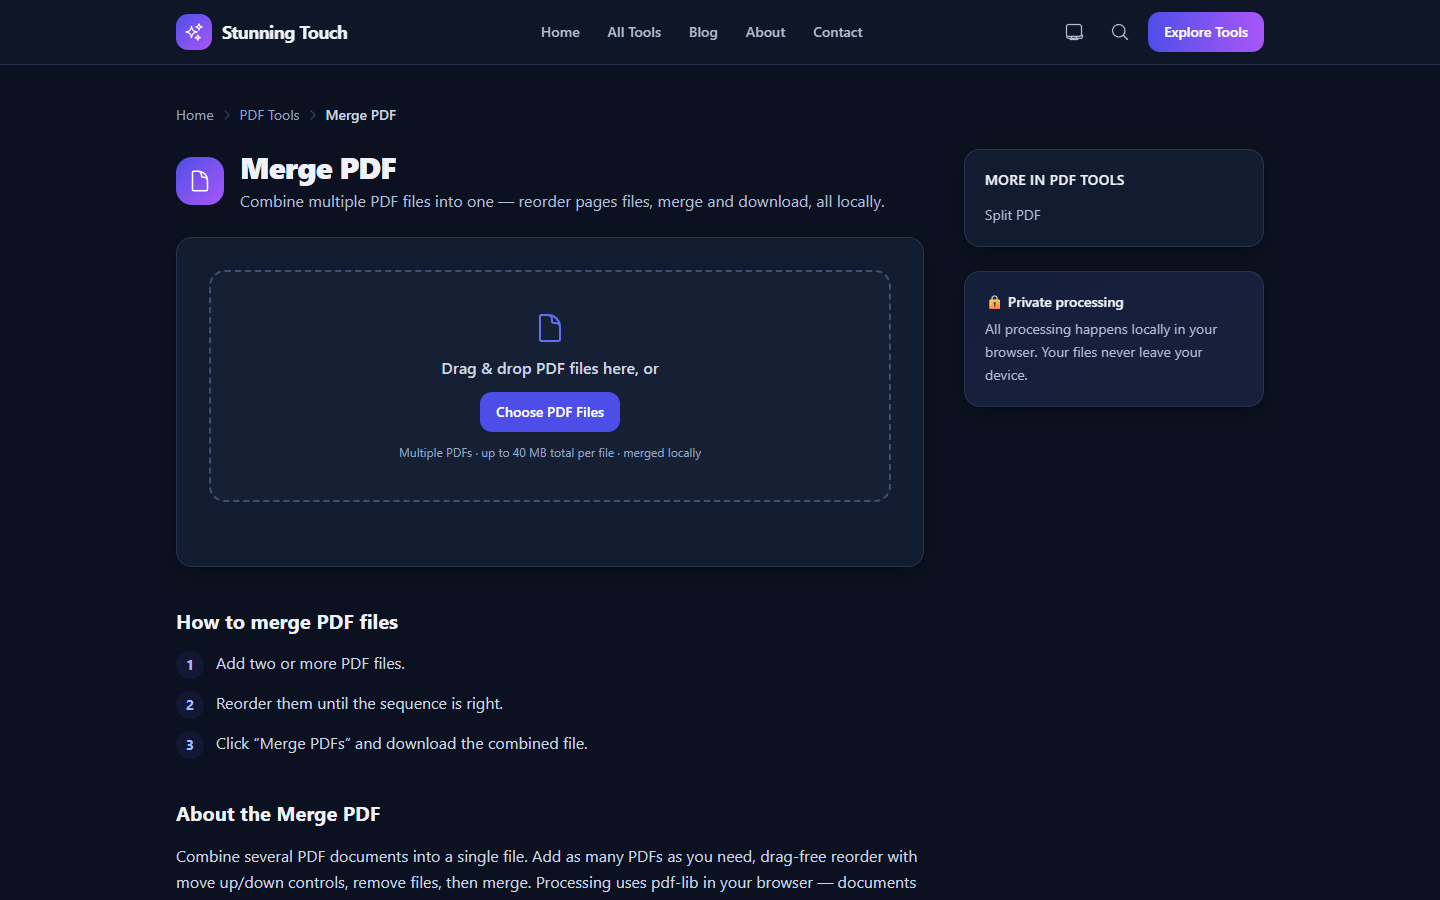 Stunning Touch
Home
All Tools
Blog
About
Contact
Explore Tools
Home
PDF Tools
Merge PDF
Merge PDF
Combine multiple PDF files into one — reorder pages files, merge and download, all locally.
Drag & drop PDF files here, or
Choose PDF Files
Multiple PDFs · up to 40 MB total per file · merged locally
MORE IN PDF TOOLS
Split PDF
Private processing
All processing happens locally in your
browser. Your files never leave your
device.
How to merge PDF files
1 Add two or more PDF files.
2 Reorder them until the sequence is right.
3 Click “Merge PDFs” and download the combined file.
About the Merge PDF
Combine several PDF documents into a single file. Add as many PDFs as you need, drag-free reorder with
move up/down controls, remove files, then merge. Processing uses pdf-lib in your browser — documents